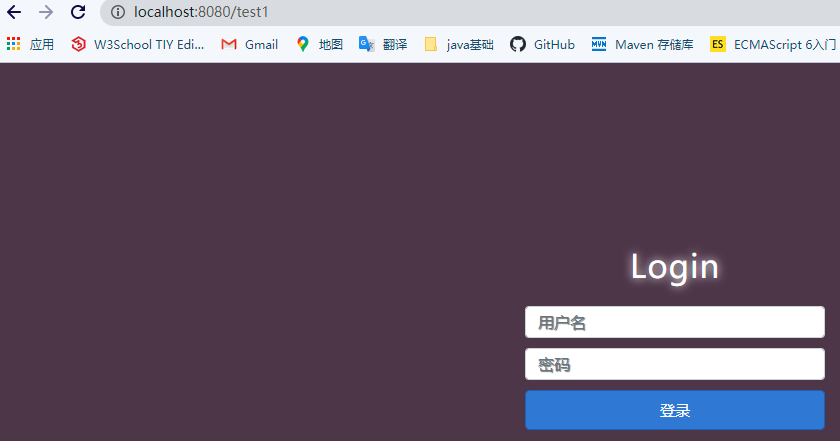 localhost:8080/test1
应用 W3School TIY Edi... Gmail 地图 翻译 java基础 GitHub MVN Maven 存储库 ES ECMAScript 6入门
Login
用户名
密码
登录